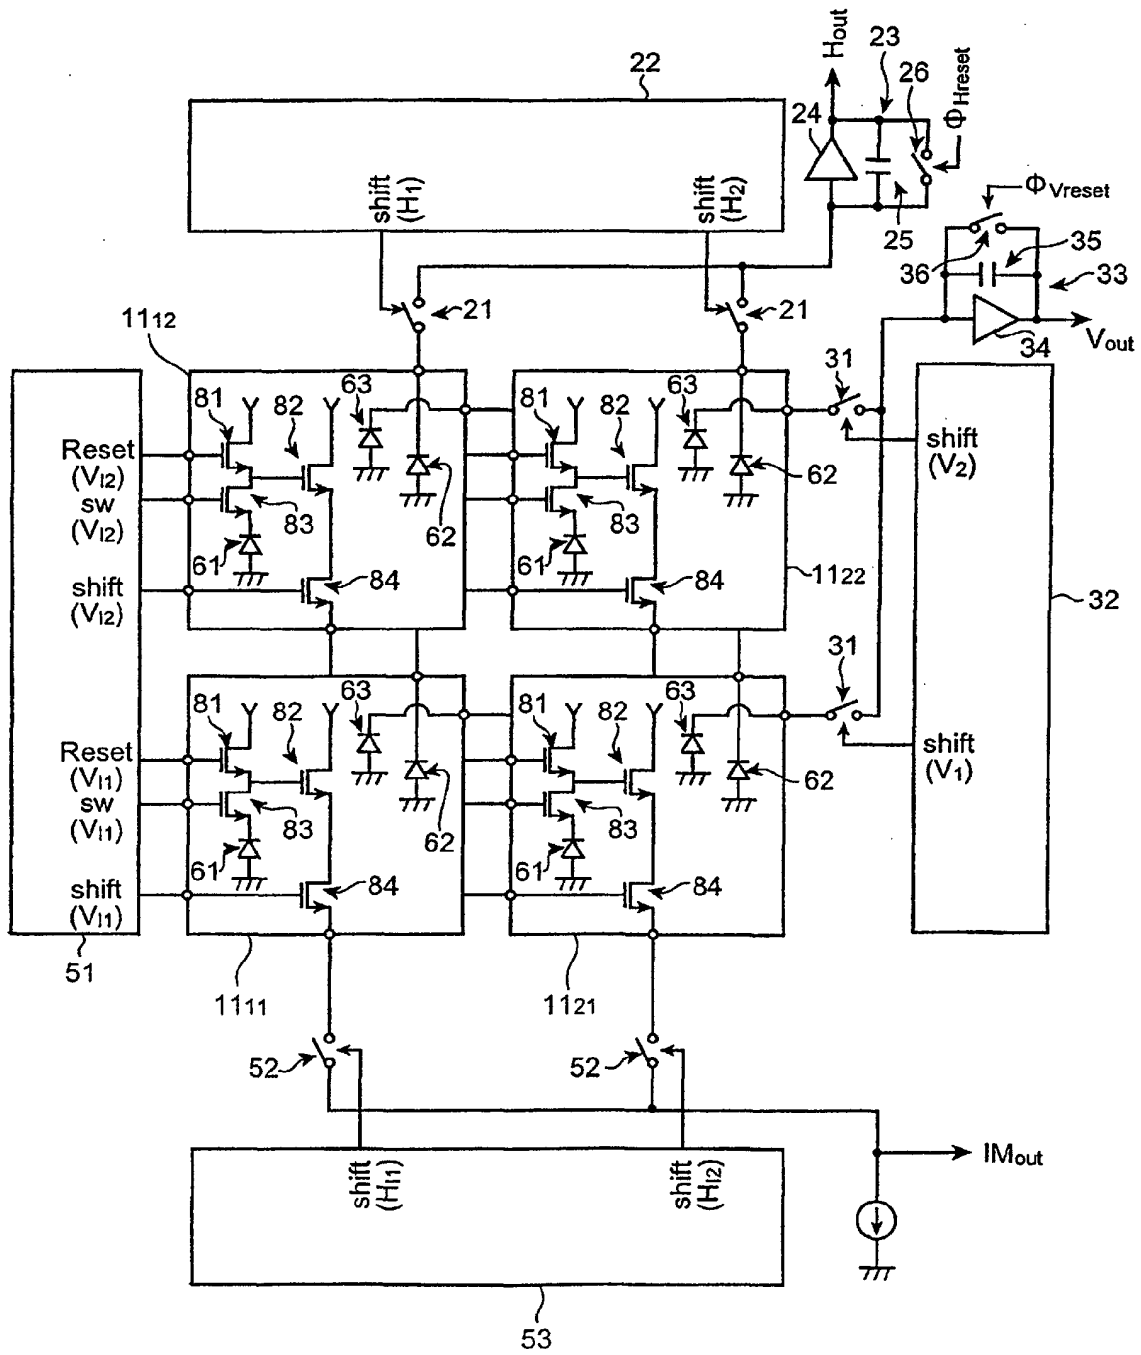 Hout
23
26
ΦHreset
22
24
25
shift
(H1)
shift
(H2)
ΦVreset
36
35
33
34
Vout
21
21
1112
31
81
82
63
81
82
63
Reset
(VI2)
sw
(VI2)
shift
(VI2)
83
61
62
84
83
61
62
84
1122
shift
(V2)
32
31
81
82
63
81
82
63
Reset
(VI1)
sw
(VI1)
shift
(VI1)
83
61
62
84
83
61
62
84
shift
(V1)
51
1111
1121
52
52
IMout
shift
(HI1)
shift
(HI2)
53